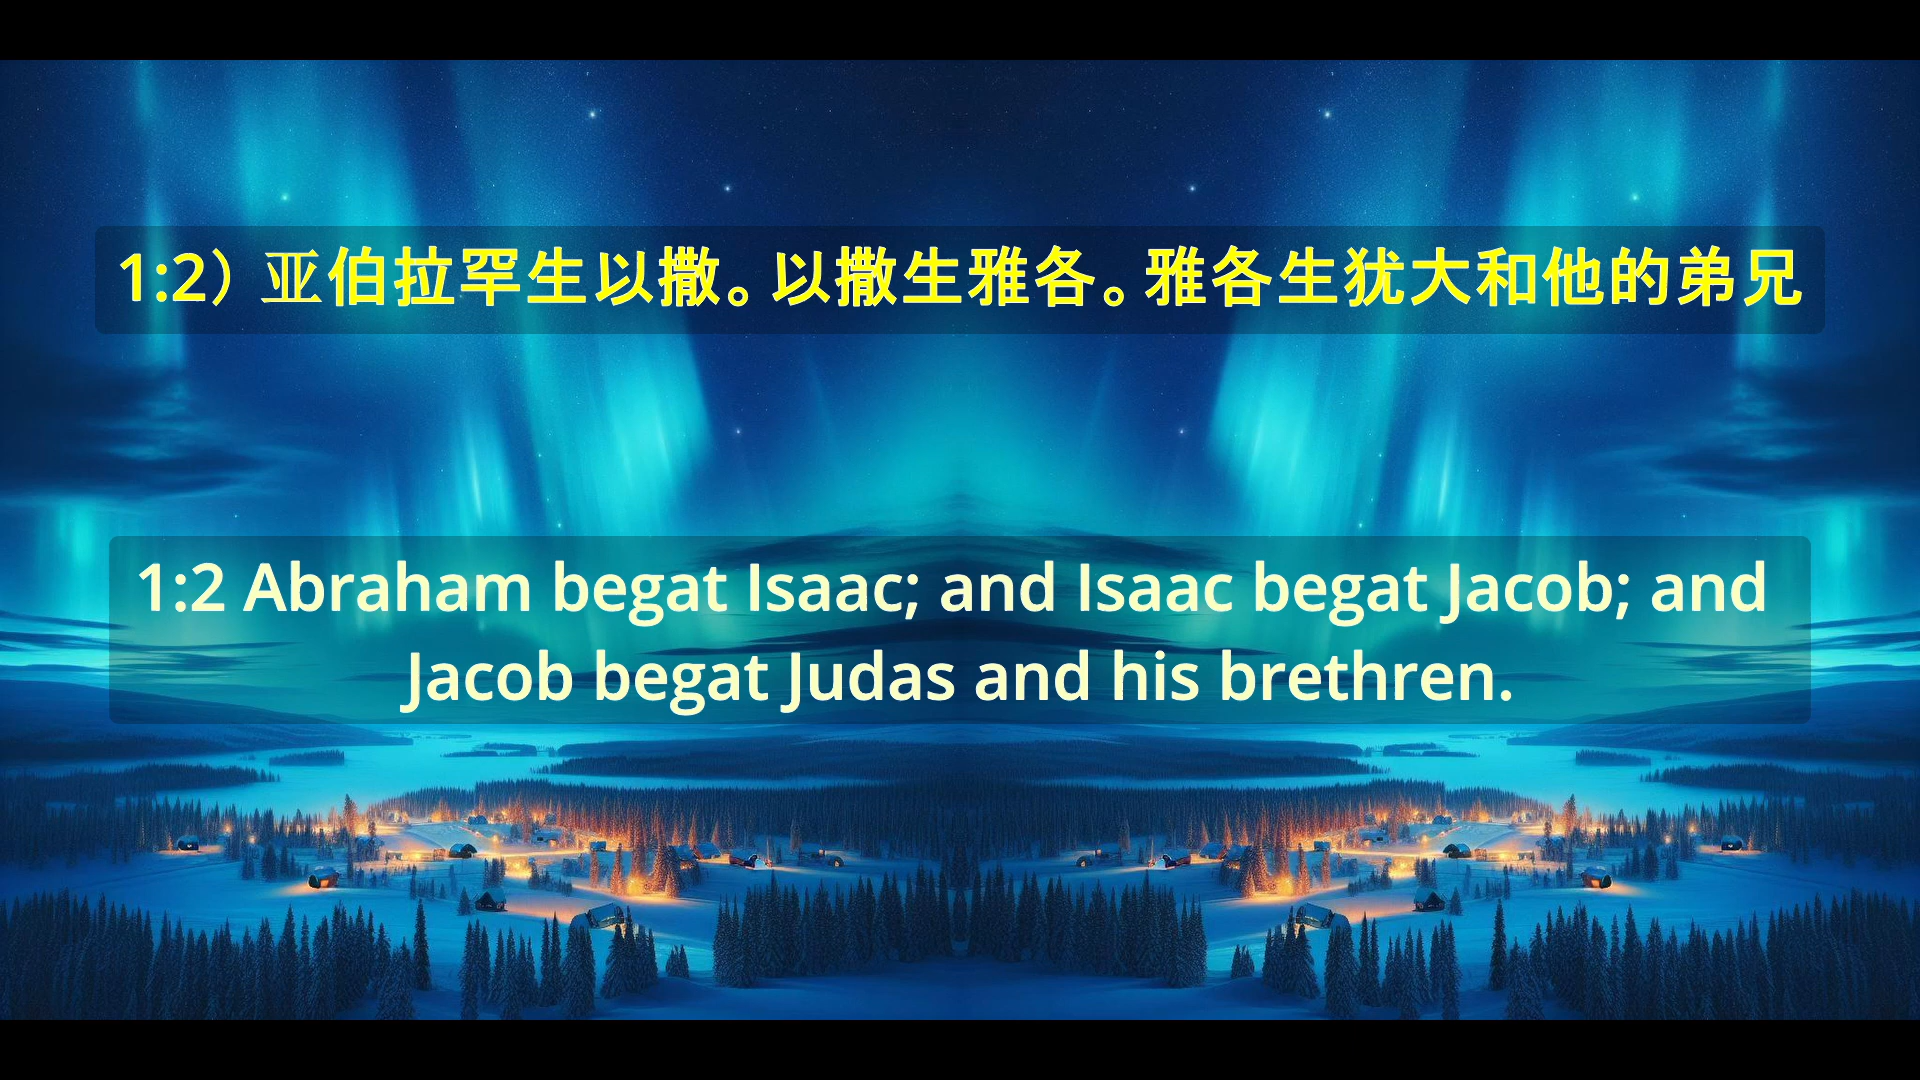 1:2）亚伯拉罕生以撒。以撒生雅各。雅各生犹大和他的弟兄
1:2 Abraham begat Isaac; and Isaac begat Jacob; and
Jacob begat Judas and his brethren.